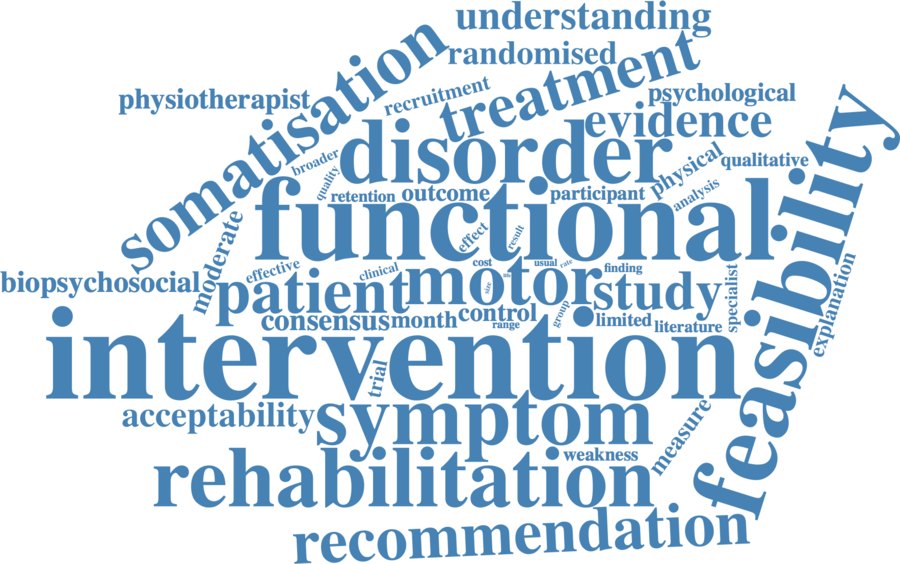 understanding
randomised
somatisation
treatment
recruitment
physiotherapist
psychological
evidence
disorder
broader
physical
qualitative
quality
retention
outcome
participant
analysis
functional
moderate
effect
result
feasibility
biopsychosocial
effective
clinical
cost
usual
rate
finding
patient
motor
life
size
study
specialist
explanation
consensus
month
control
range
group
limited
literature
intervention
trial
acceptability
symptom
measure
weakness
rehabilitation
recommendation